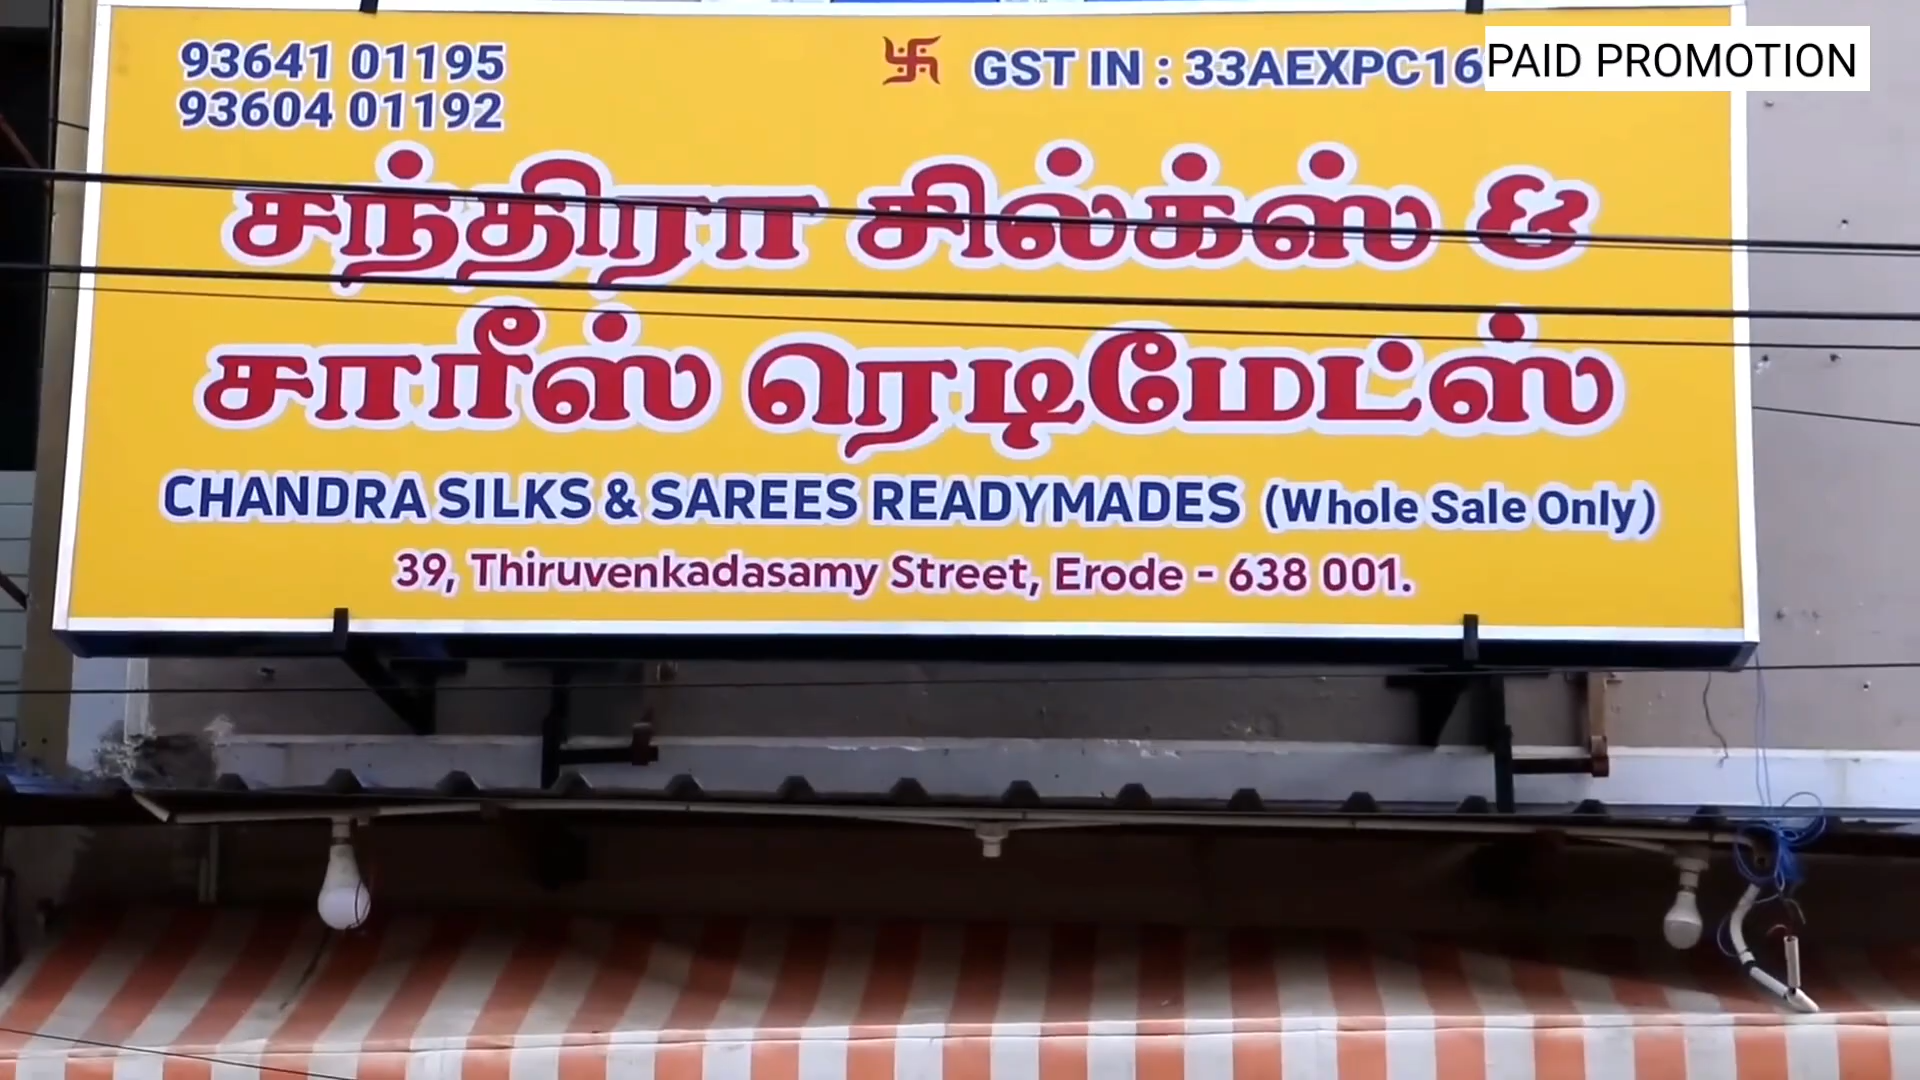 93641 01195
93604 01192
GST IN : 33AEXPC16
PAID PROMOTION
சந்திரா சில்க்ஸ் &
சாரீஸ் ரெடிமேட்ஸ்
CHANDRA SILKS & SAREES READYMADES (Whole Sale Only)
39, Thiruvenkadasamy Street, Erode - 638 001.